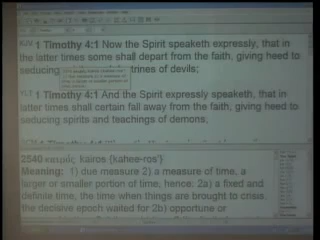 KJV 1 Timothy 4:1 Now the Spirit speaketh expressly, that in
the latter times some shall depart from the faith, giving heed to
seducing trines of devils;
YLT 1 Timothy 4:1 And the Spirit expressly speaketh, that in
latter times shall certain fall away from the faith, giving heed to
seducing spirits and teachings of demons,
2540 καιρός kairos {kahee-ros'}
Meaning: 1) due measure 2) a measure of time, a
larger or smaller portion of time, hence: 2a) a fixed and
definite time, the time when things are brought to crisis,
the decisive epoch waited for 2b) opportune or